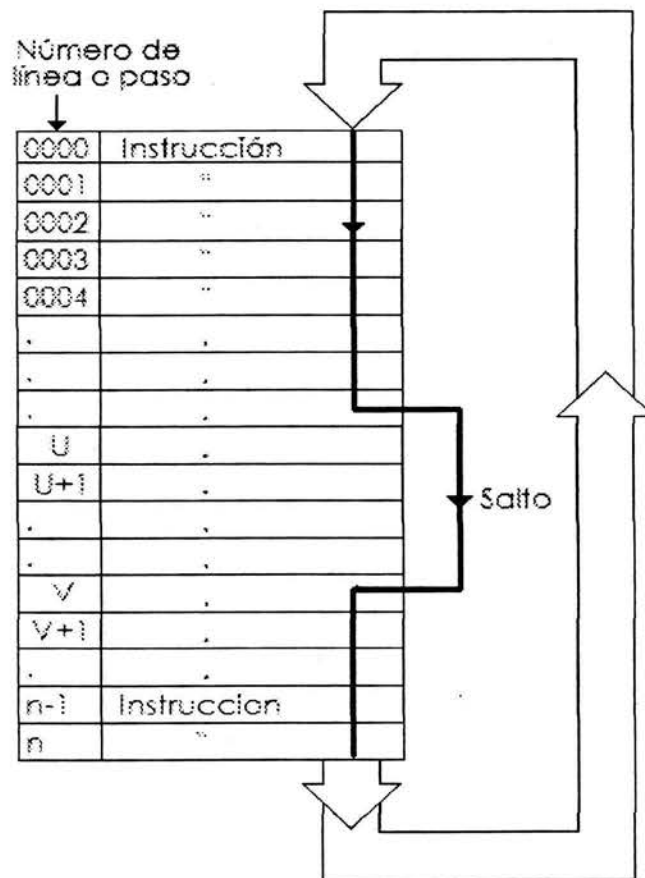 Número de
línea o paso
0000 Instrucción
0001 "
0002 "
0003 "
0004 "
. .
. .
. .
U .
U+1 .
Salto
. .
. .
V .
V+1 .
. .
n-1 Instruccion
n "